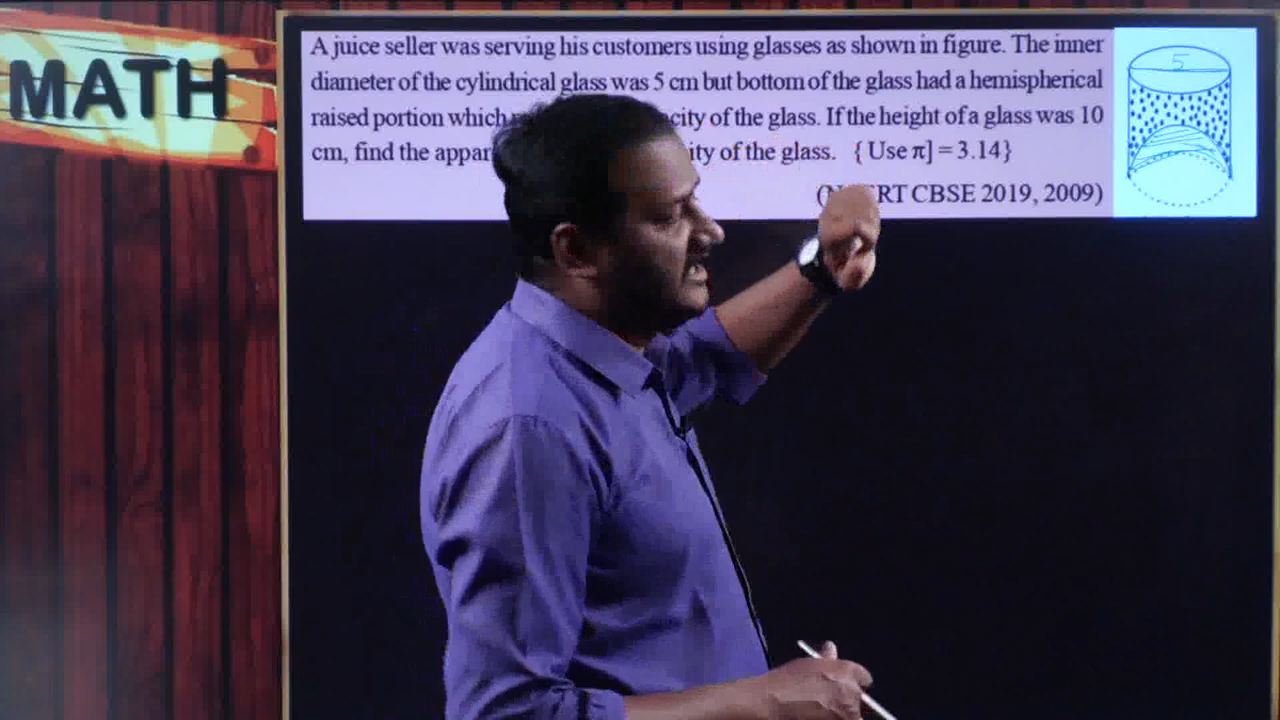 MATH
A juice seller was serving his customers using glasses as shown in figure. The inner
diameter of the cylindrical glass was 5 cm but bottom of the glass had a hemispherical
raised portion which city of the glass. If the height of a glass was 10
cm, find the appar ity of the glass. { Use π] = 3.14}
RT CBSE 2019, 2009)
5